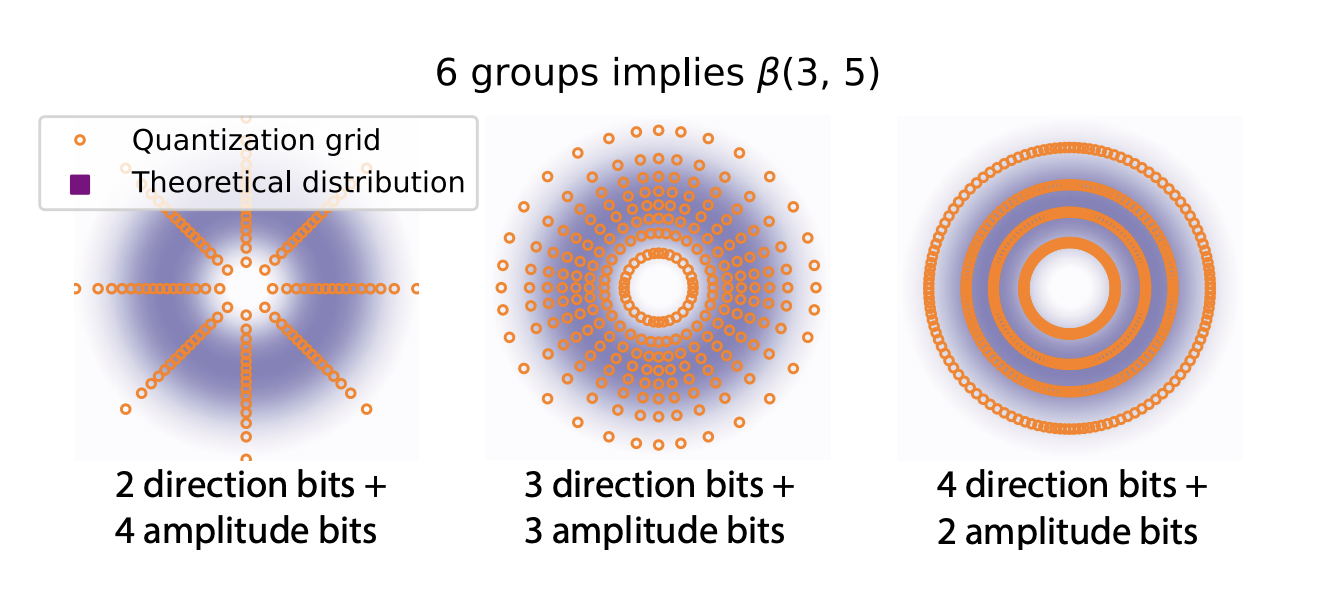 6 groups implies β(3, 5)
Quantization grid
Theoretical distribution
2 direction bits +
4 amplitude bits
3 direction bits +
3 amplitude bits
4 direction bits +
2 amplitude bits